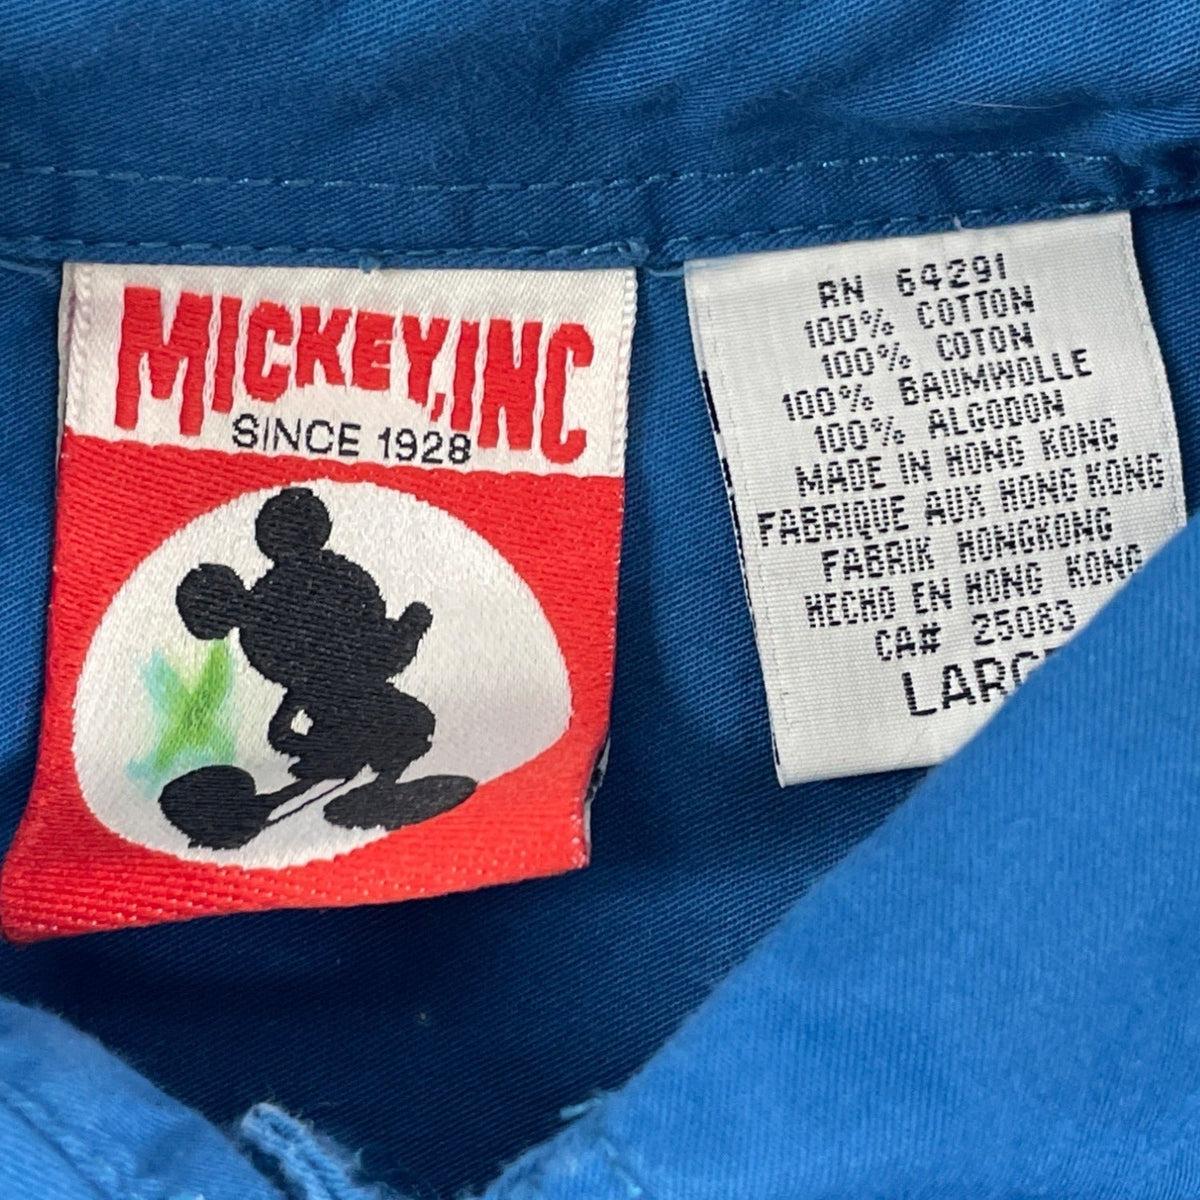 MICKEY, INC
SINCE 1928
RN 64291
100% COTTON
100% COTON
100% BAUMWOLLE
100% ALGODON
MADE IN HONG KONG
FABRIQUE AUX HONG KONG
FABRIK HONGKONG
HECHO EN HONG KONG
CA# 25083
LARGE